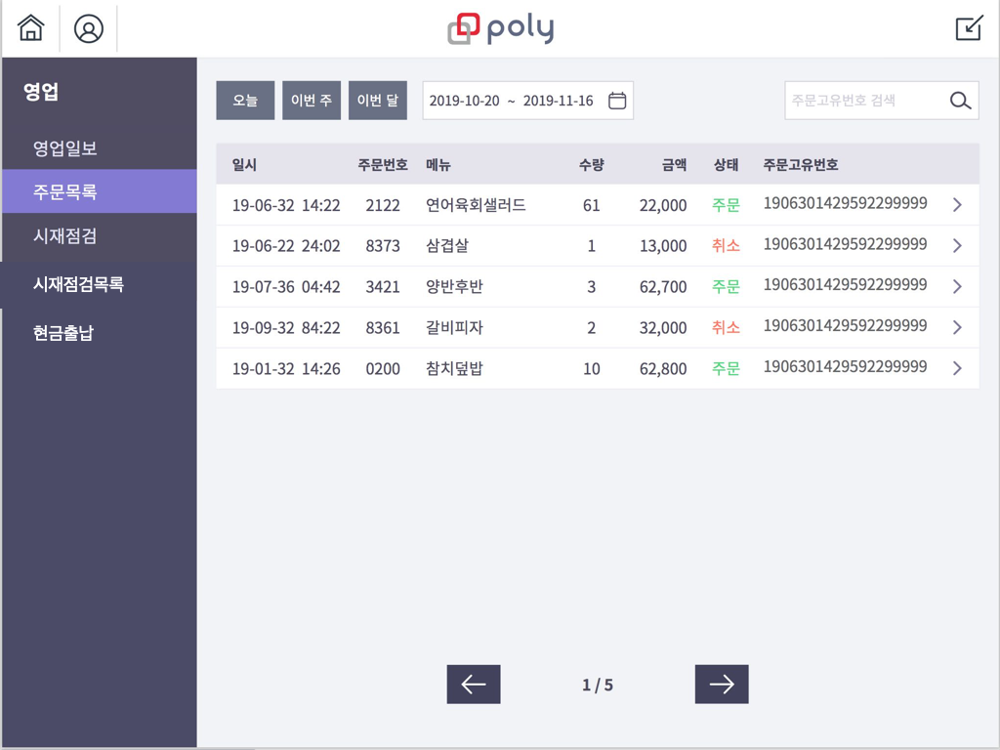 poly
영업
영업일보
주문목록
시재점검
시재점검목록
현금출납
오늘 이번 주 이번 달 2019-10-20 ~ 2019-11-16 주문고유번호 검색
일시 주문번호 메뉴 수량 금액 상태 주문고유번호
19-06-32 14:22 2122 연어육회샐러드 61 22,000 주문 1906301429592299999
19-06-22 24:02 8373 삼겹살 1 13,000 취소 1906301429592299999
19-07-36 04:42 3421 양반후반 3 62,700 주문 1906301429592299999
19-09-32 84:22 8361 갈비피자 2 32,000 취소 1906301429592299999
19-01-32 14:26 0200 참치덮밥 10 62,800 주문 1906301429592299999
1 / 5